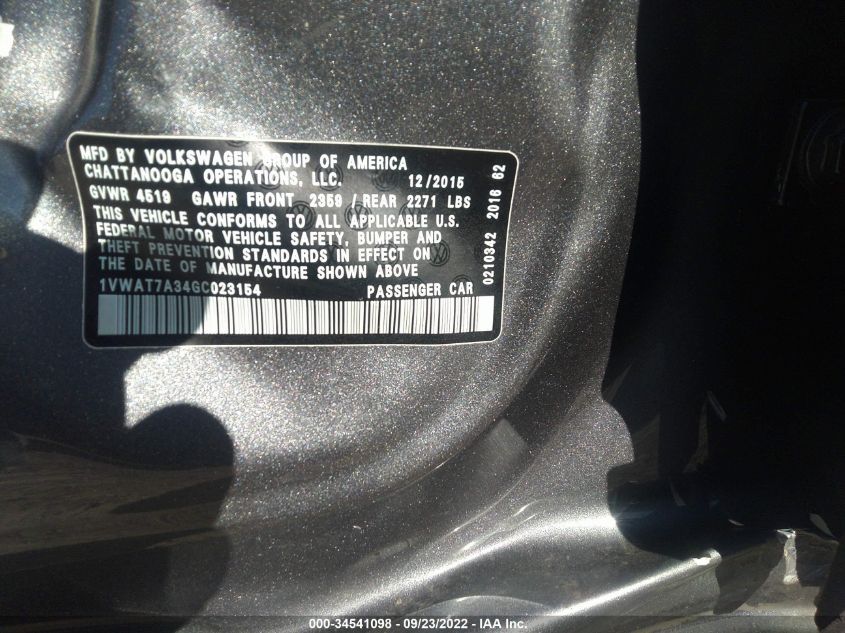 MFD BY VOLKSWAGEN GROUP OF AMERICA
CHATTANOOGA OPERATIONS, LLC. 12/2015
GVWR 4519 GAWR FRONT 2359 / REAR 2271 LBS
THIS VEHICLE CONFORMS TO ALL APPLICABLE U.S.
FEDERAL MOTOR VEHICLE SAFETY, BUMPER AND
THEFT PREVENTION STANDARDS IN EFFECT ON
THE DATE OF MANUFACTURE SHOWN ABOVE
1VWAT7A34GC023154 PASSENGER CAR
0210342 2016 62
000-34541098 - 09/23/2022 - IAA Inc.